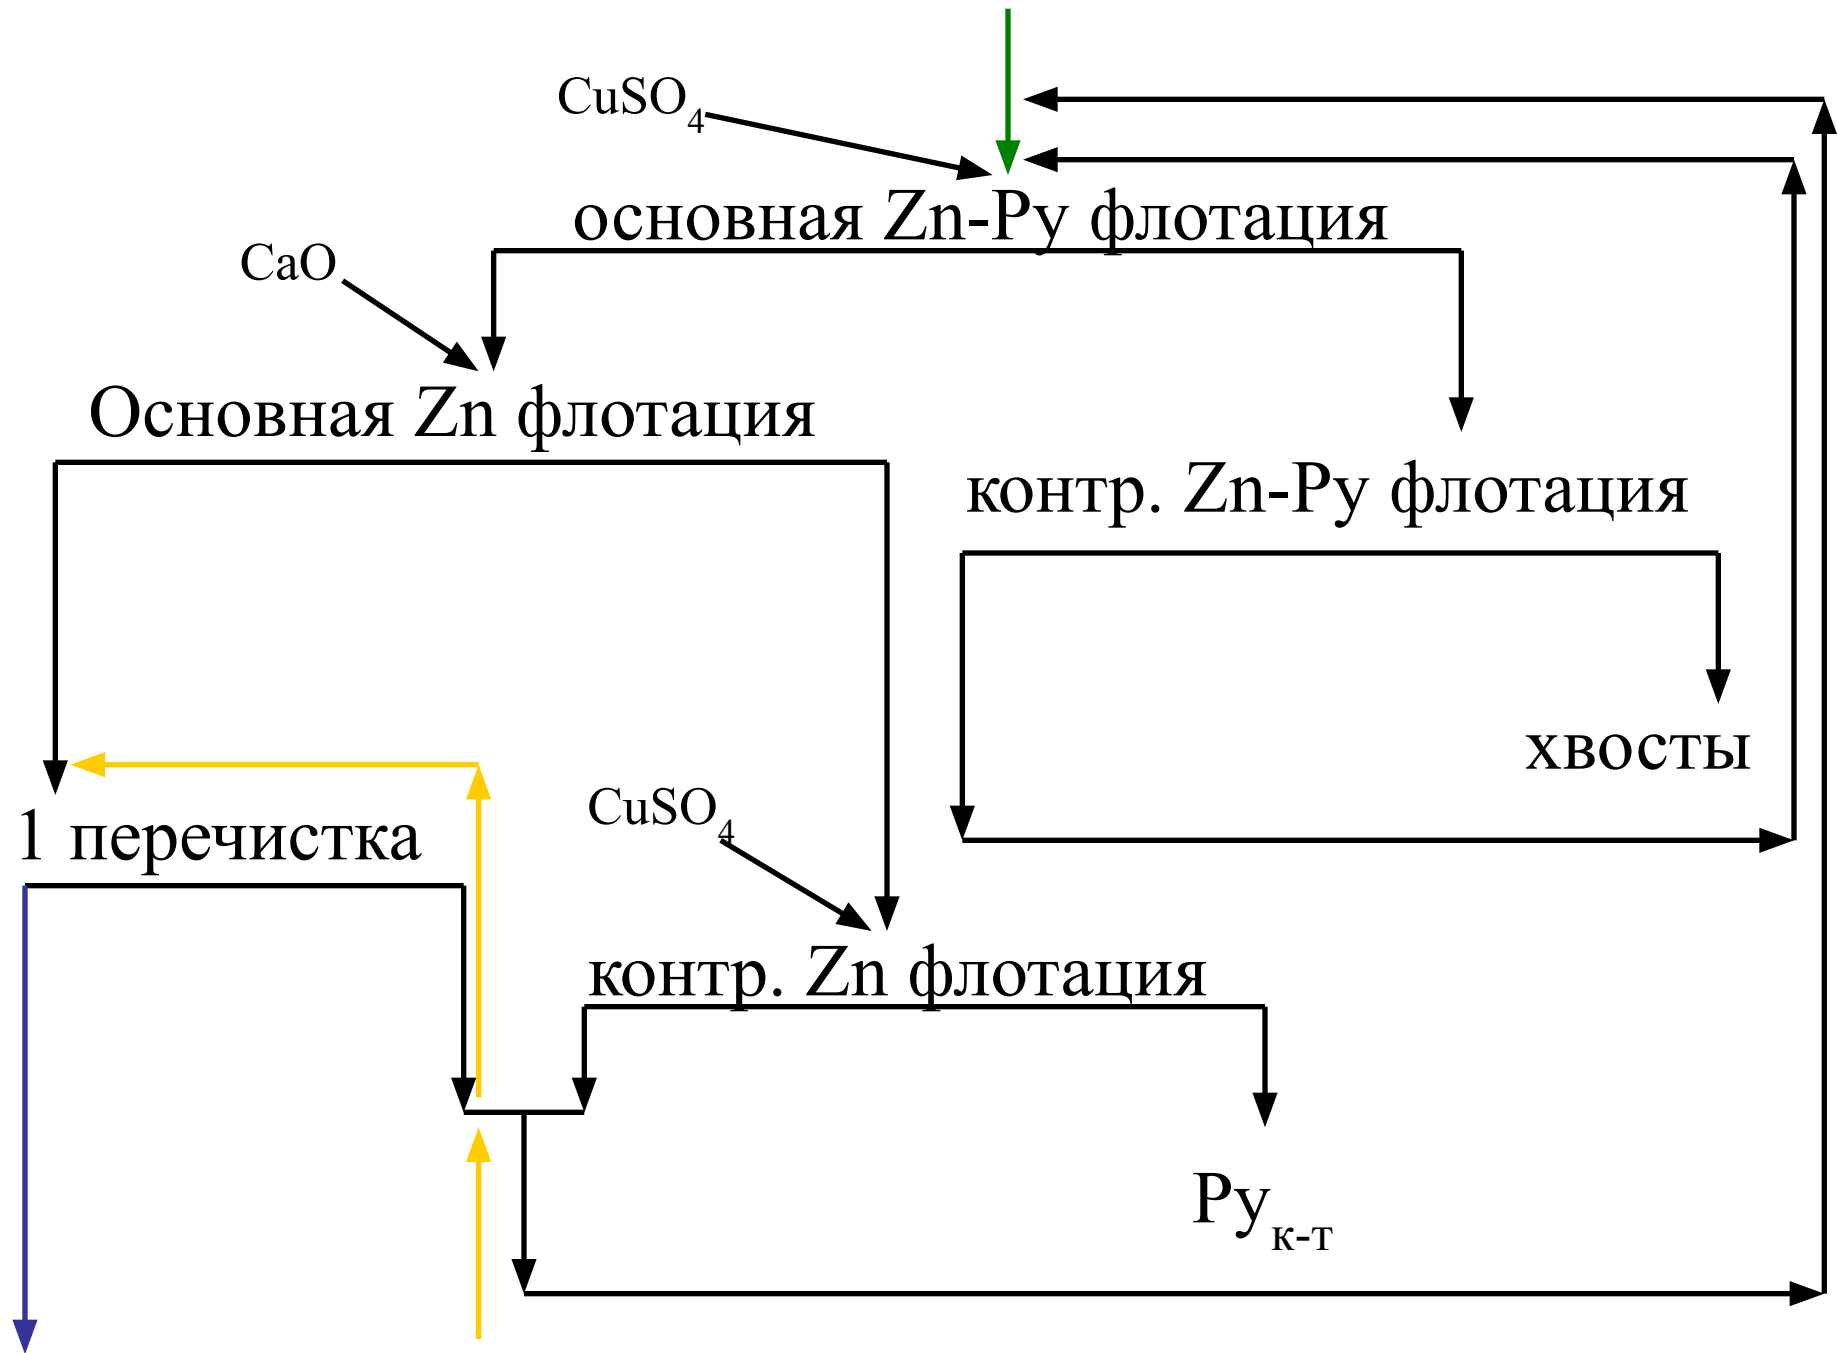 CuSO4
основная Zn-Py флотация
CaO
Основная Zn флотация
контр. Zn-Py флотация
хвосты
CuSO4
1 перечистка
контр. Zn флотация
Pyк-т